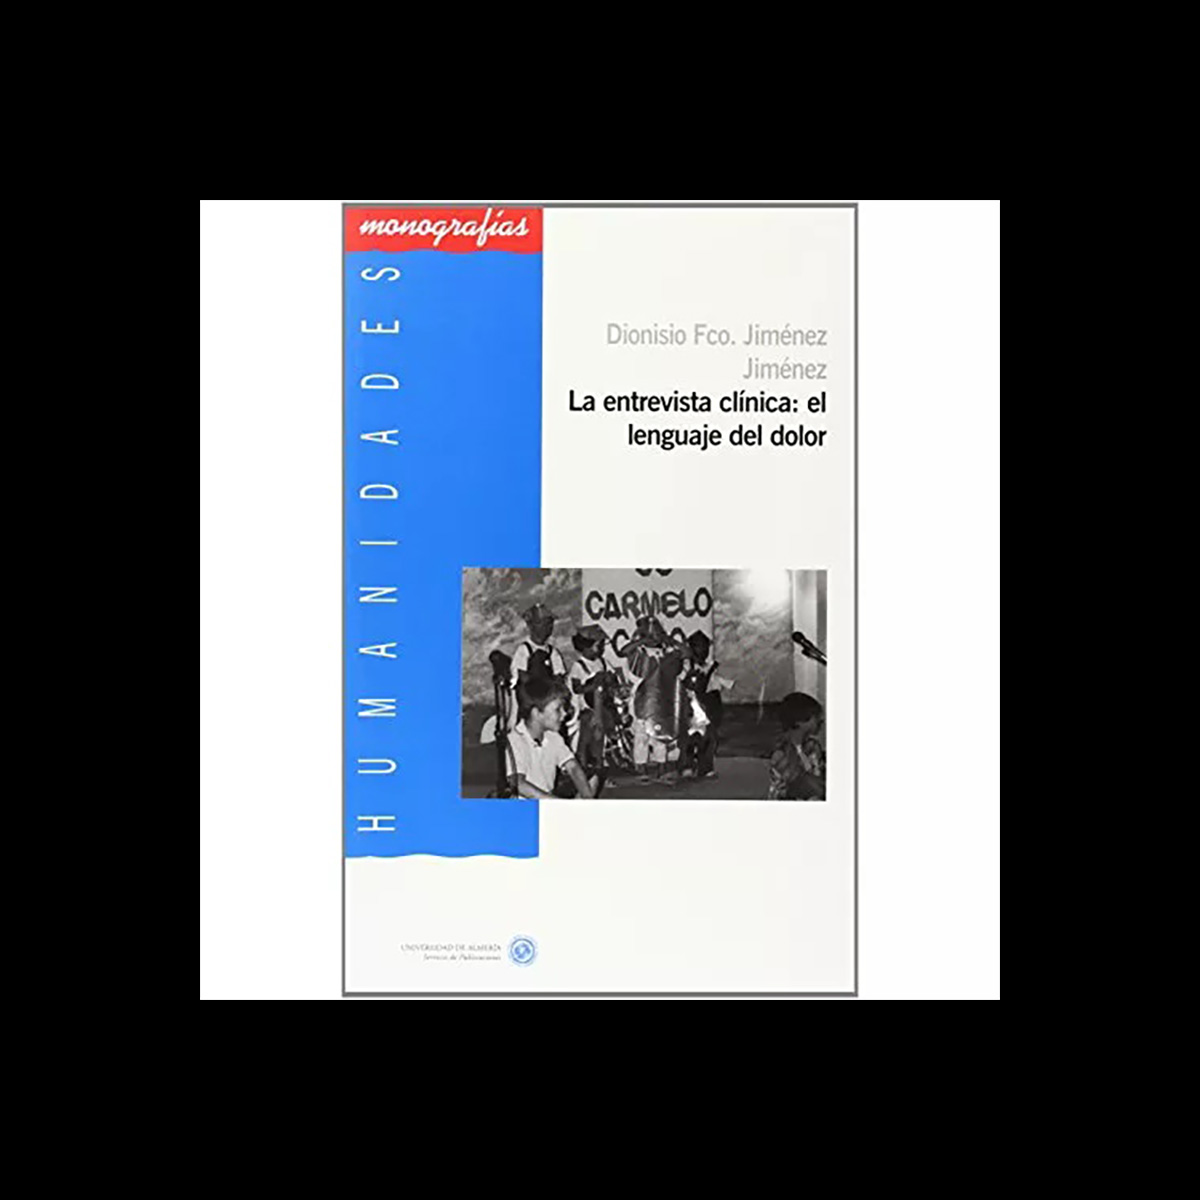 monografías
HUMANIDADES
Dionisio Fco. Jiménez
Jiménez
La entrevista clínica: el
lenguaje del dolor
CARMELO
UNIVERSIDAD DE ALMERÍA
Servicio de Publicaciones